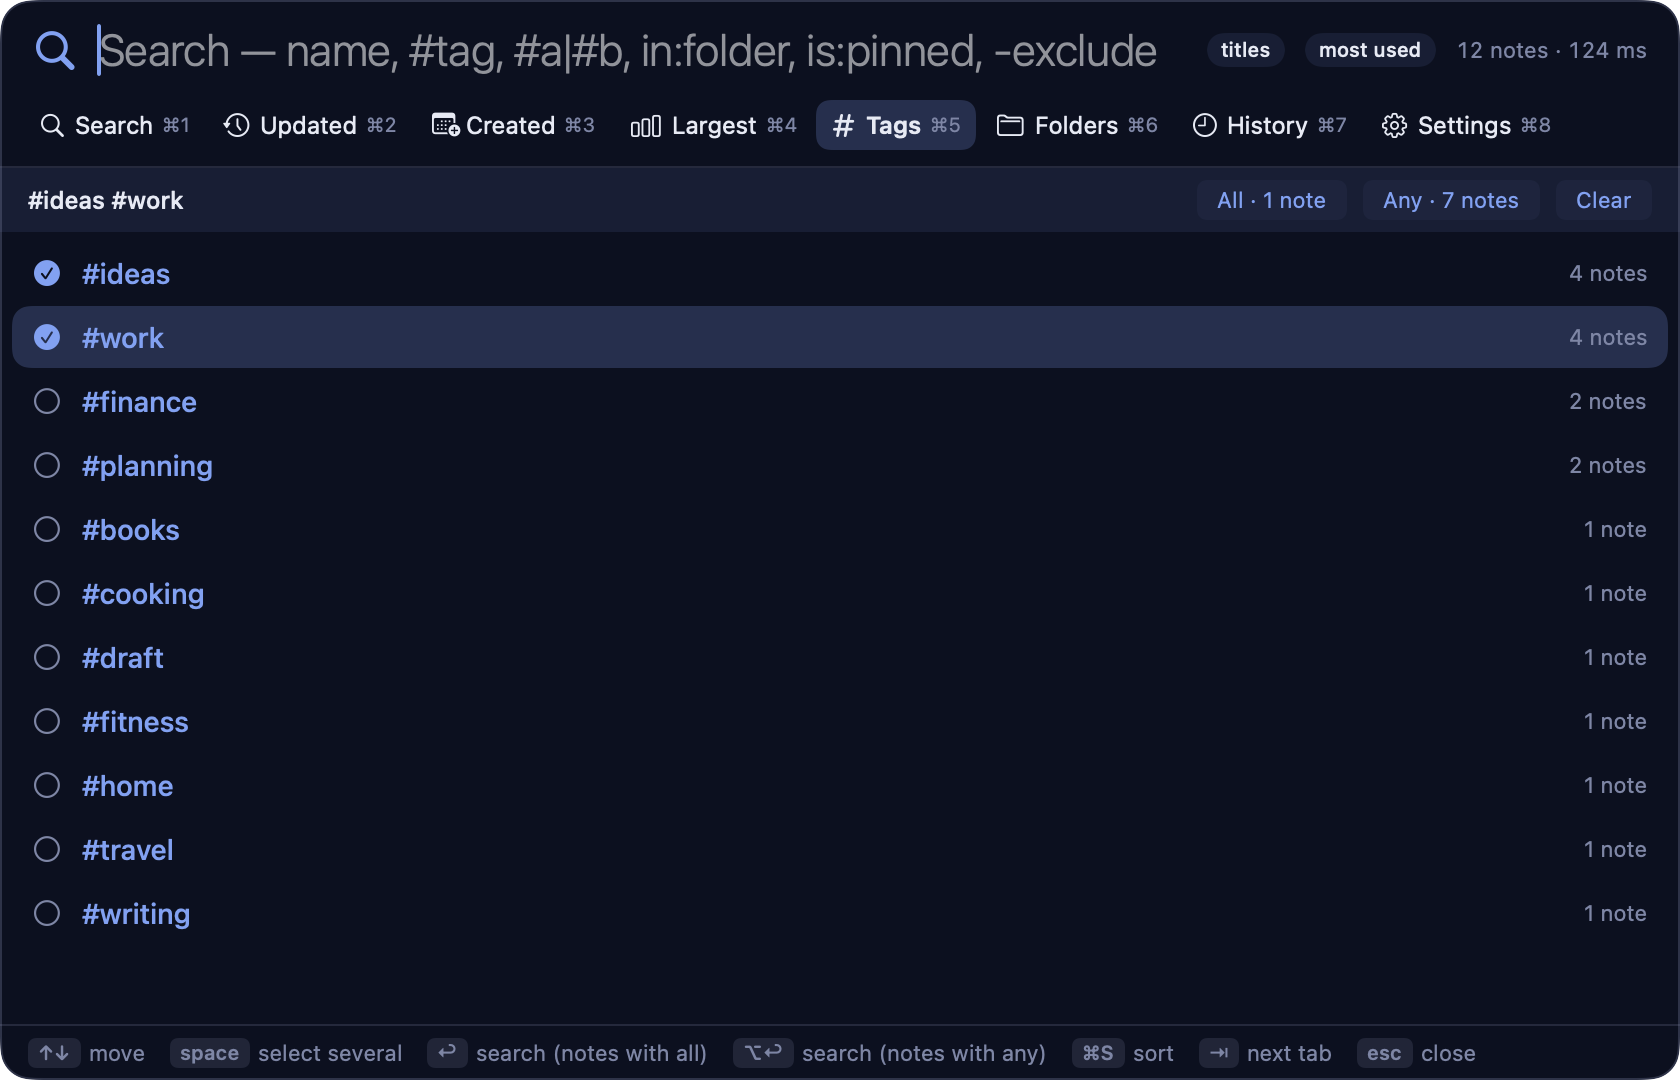 Search — name, #tag, #a|#b, in:folder, is:pinned, -exclude titles most used 12 notes · 124 ms
Search ⌘1 Updated ⌘2 Created ⌘3 Largest ⌘4 # Tags ⌘5 Folders ⌘6 History ⌘7 Settings ⌘8
#ideas #work All · 1 note Any · 7 notes Clear
#ideas 4 notes
#work 4 notes
#finance 2 notes
#planning 2 notes
#books 1 note
#cooking 1 note
#draft 1 note
#fitness 1 note
#home 1 note
#travel 1 note
#writing 1 note
↑↓ move space select several ↩ search (notes with all) ⌥↩ search (notes with any) ⌘S sort ⇥ next tab esc close